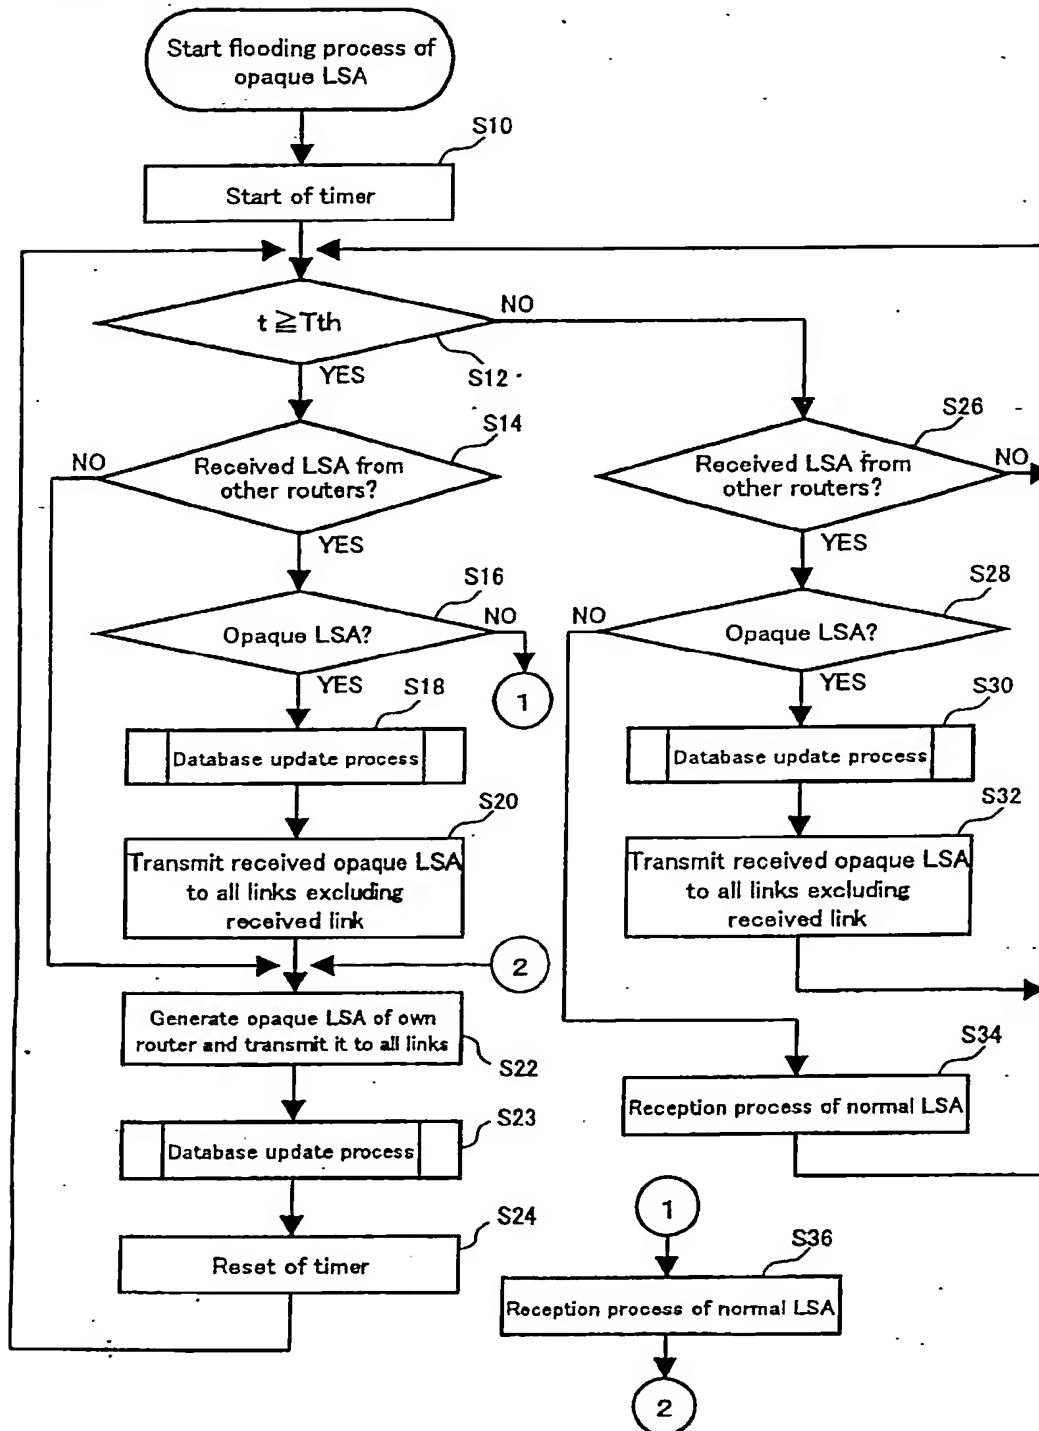 Start flooding process of
opaque LSA
S10
Start of timer
t ≧ Tth
NO
S12
YES
S14
NO
Received LSA from
other routers?
YES
S26
Received LSA from
other routers?
NO
YES
S16
Opaque LSA?
NO
YES
1
S28
NO
Opaque LSA?
YES
S18
Database update process
S30
Database update process
S20
Transmit received opaque LSA
to all links excluding
received link
S32
Transmit received opaque LSA
to all links excluding
received link
2
Generate opaque LSA of own
router and transmit it to all links
S22
S34
Reception process of normal LSA
S23
Database update process
S24
Reset of timer
1
S36
Reception process of normal LSA
2